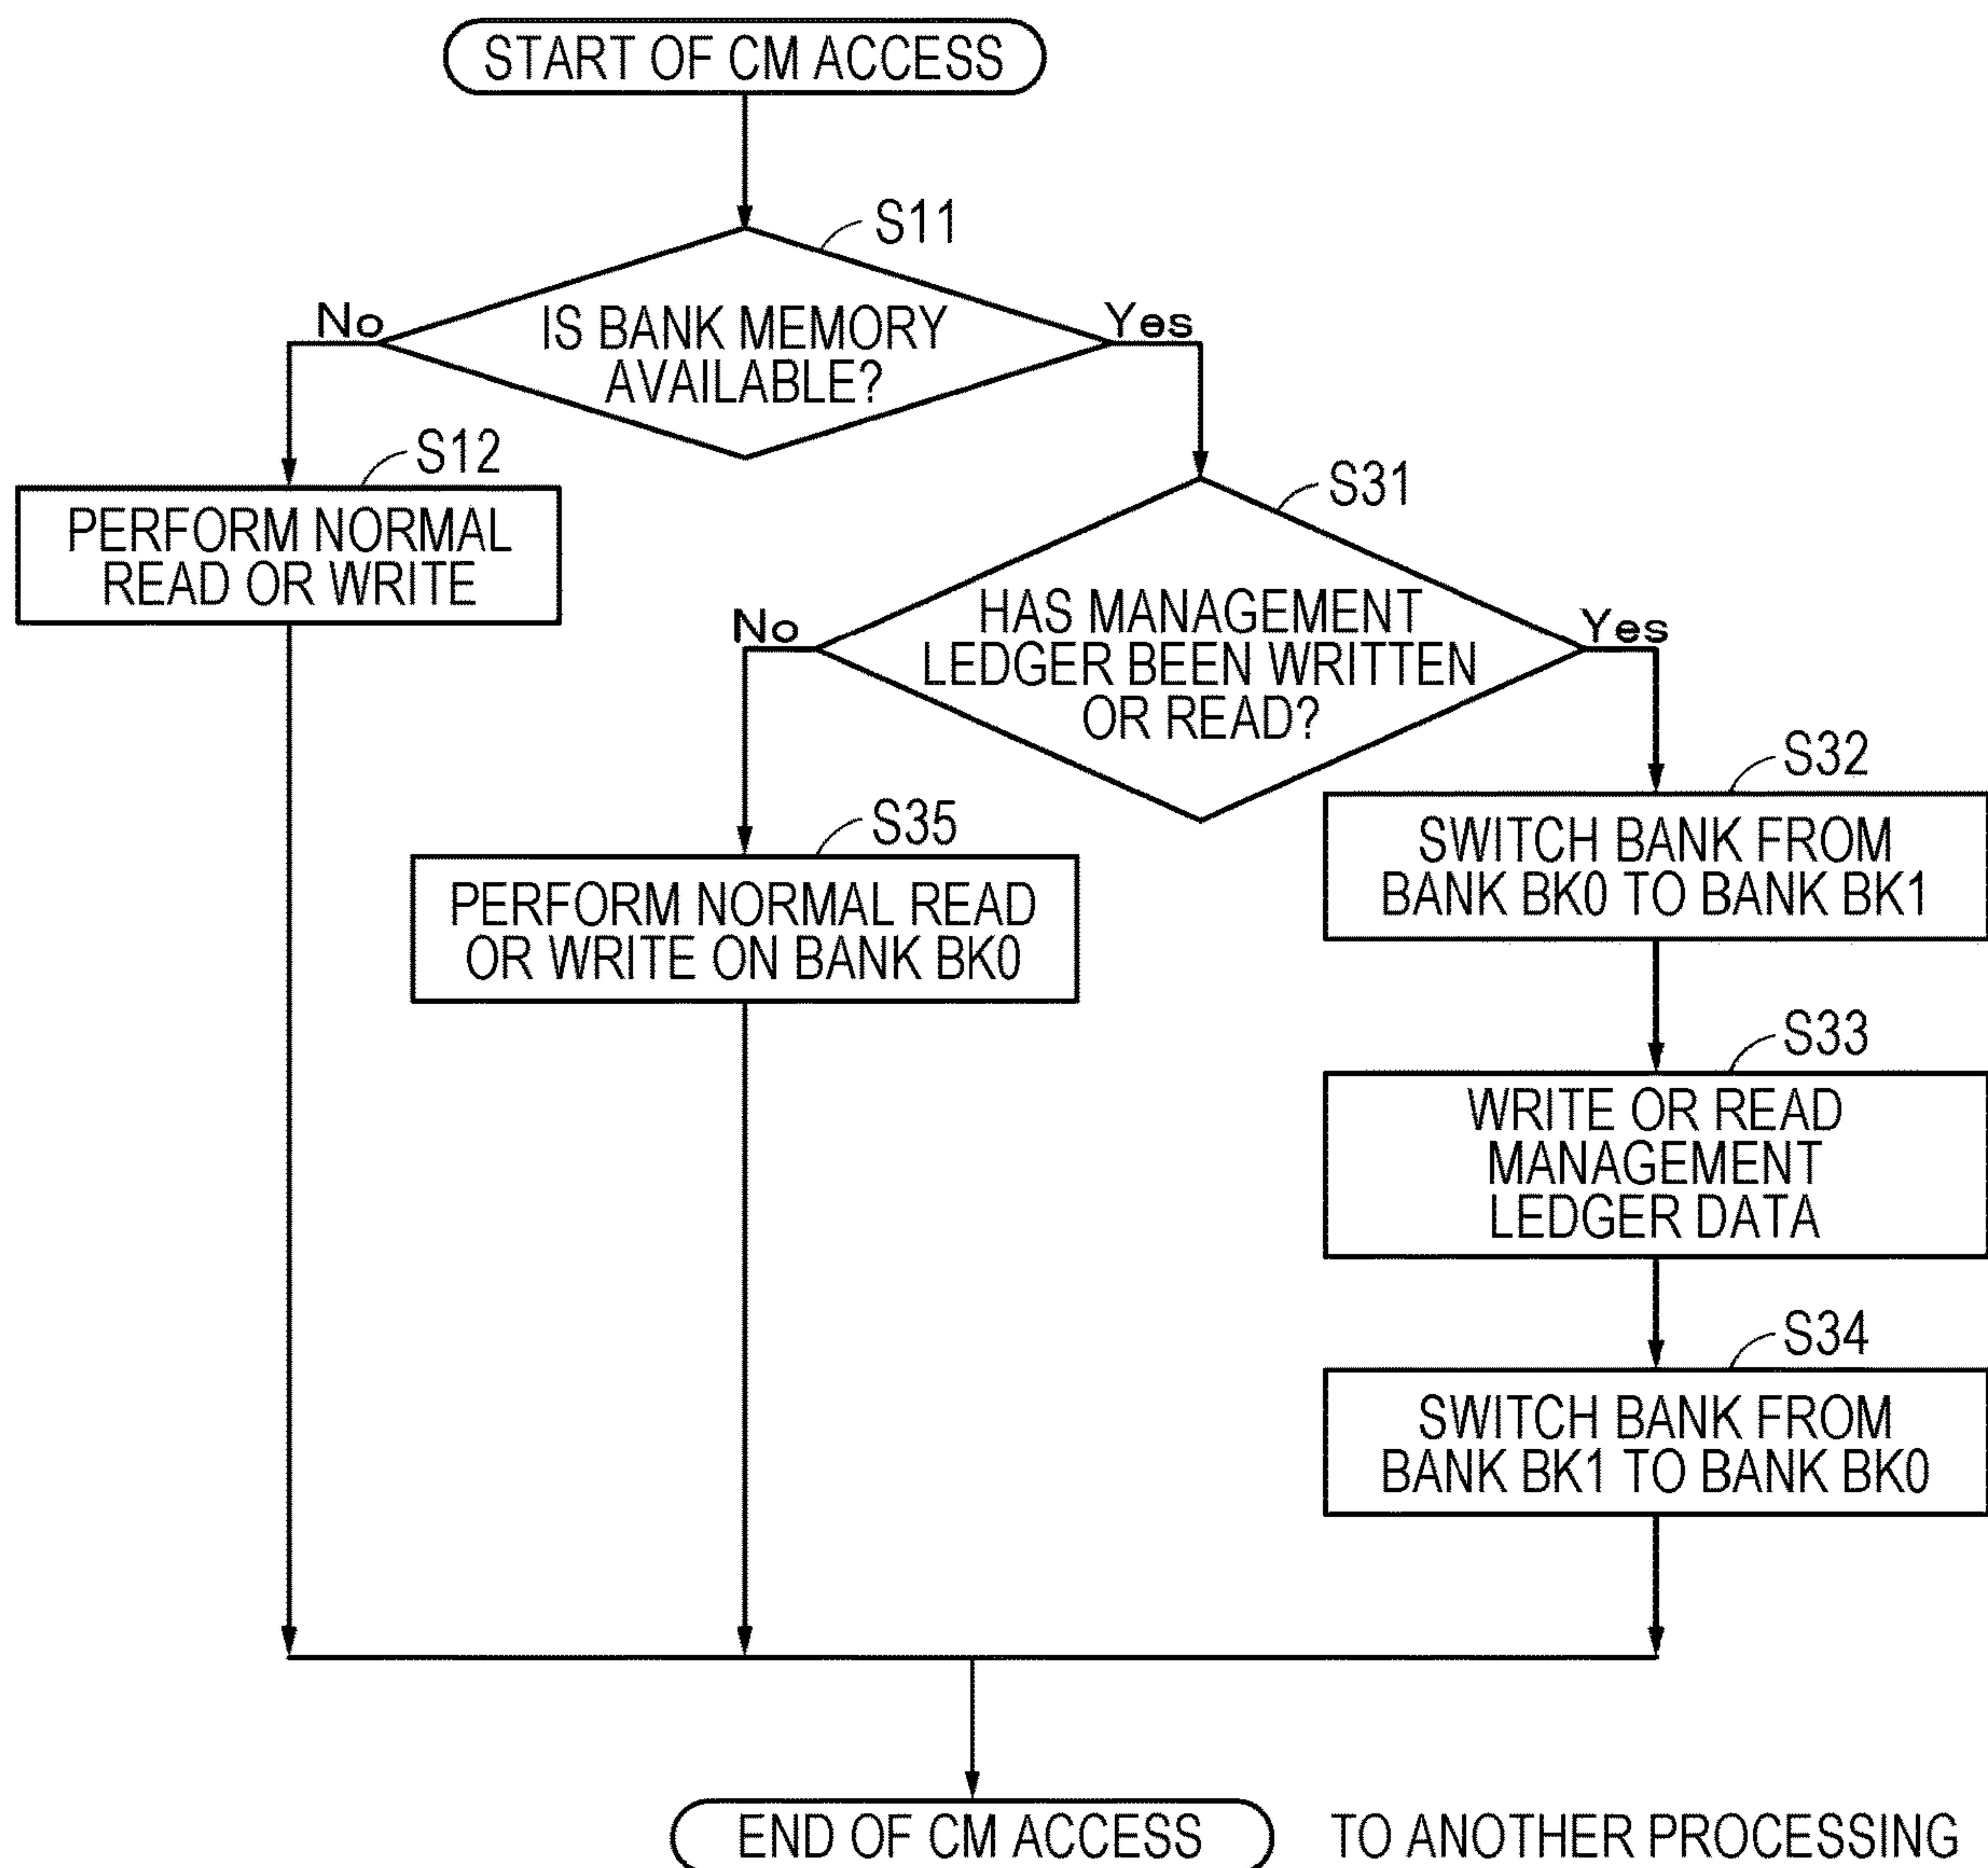 START OF CM ACCESS
S11
No
Yes
IS BANK MEMORY
AVAILABLE?
S12
PERFORM NORMAL
READ OR WRITE
S31
No
Yes
HAS MANAGEMENT
LEDGER BEEN WRITTEN
OR READ?
S35
PERFORM NORMAL READ
OR WRITE ON BANK BK0
S32
SWITCH BANK FROM
BANK BK0 TO BANK BK1
S33
WRITE OR READ
MANAGEMENT
LEDGER DATA
S34
SWITCH BANK FROM
BANK BK1 TO BANK BK0
END OF CM ACCESS
TO ANOTHER PROCESSING